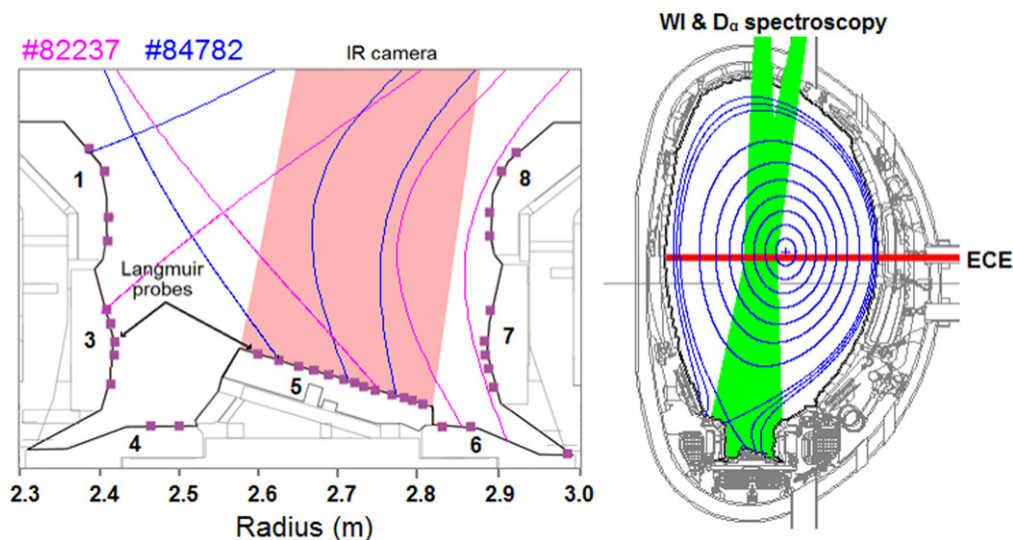 #82237 #84782
IR camera
WI & Dα spectroscopy
1
8
Langmuir
probes
ECE
3
7
5
4
6
2.3 2.4 2.5 2.6 2.7 2.8 2.9 3.0
Radius (m)